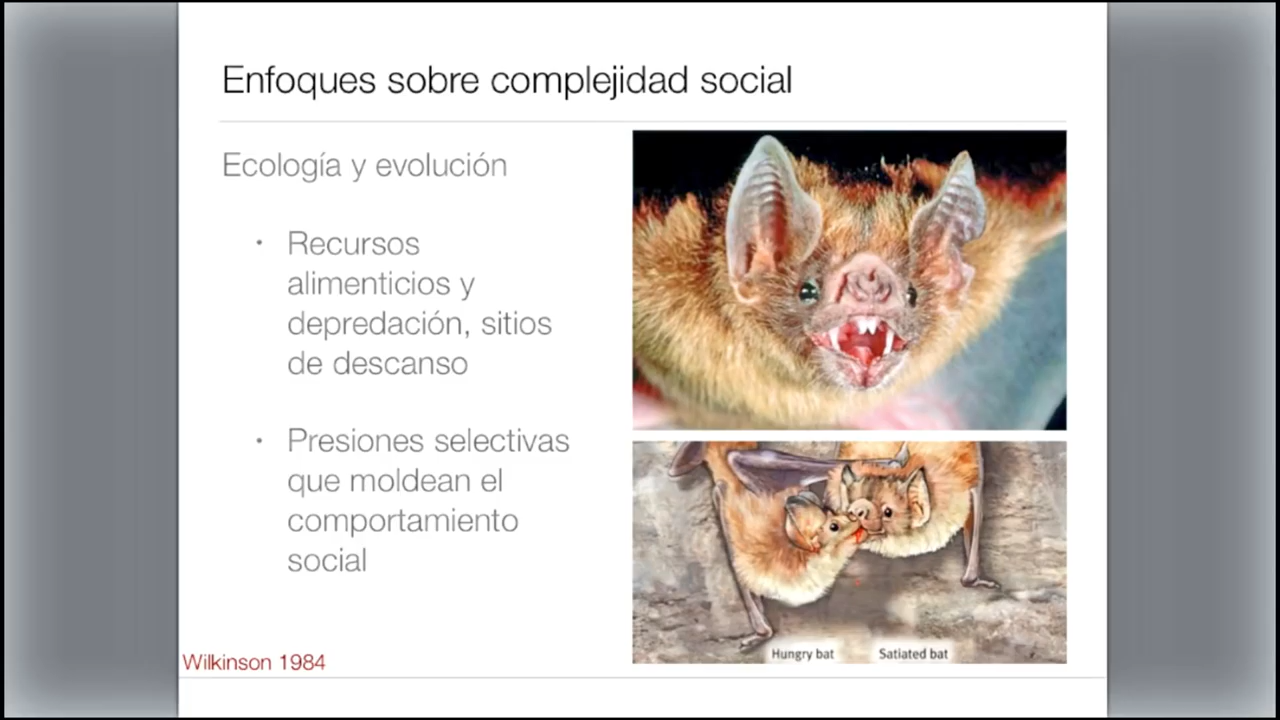 Enfoques sobre complejidad social
Ecología y evolución
• Recursos
alimenticios y
depredación, sitios
de descanso
• Presiones selectivas
que moldean el
comportamiento
social
Wilkinson 1984
Hungry bat
Satiated bat